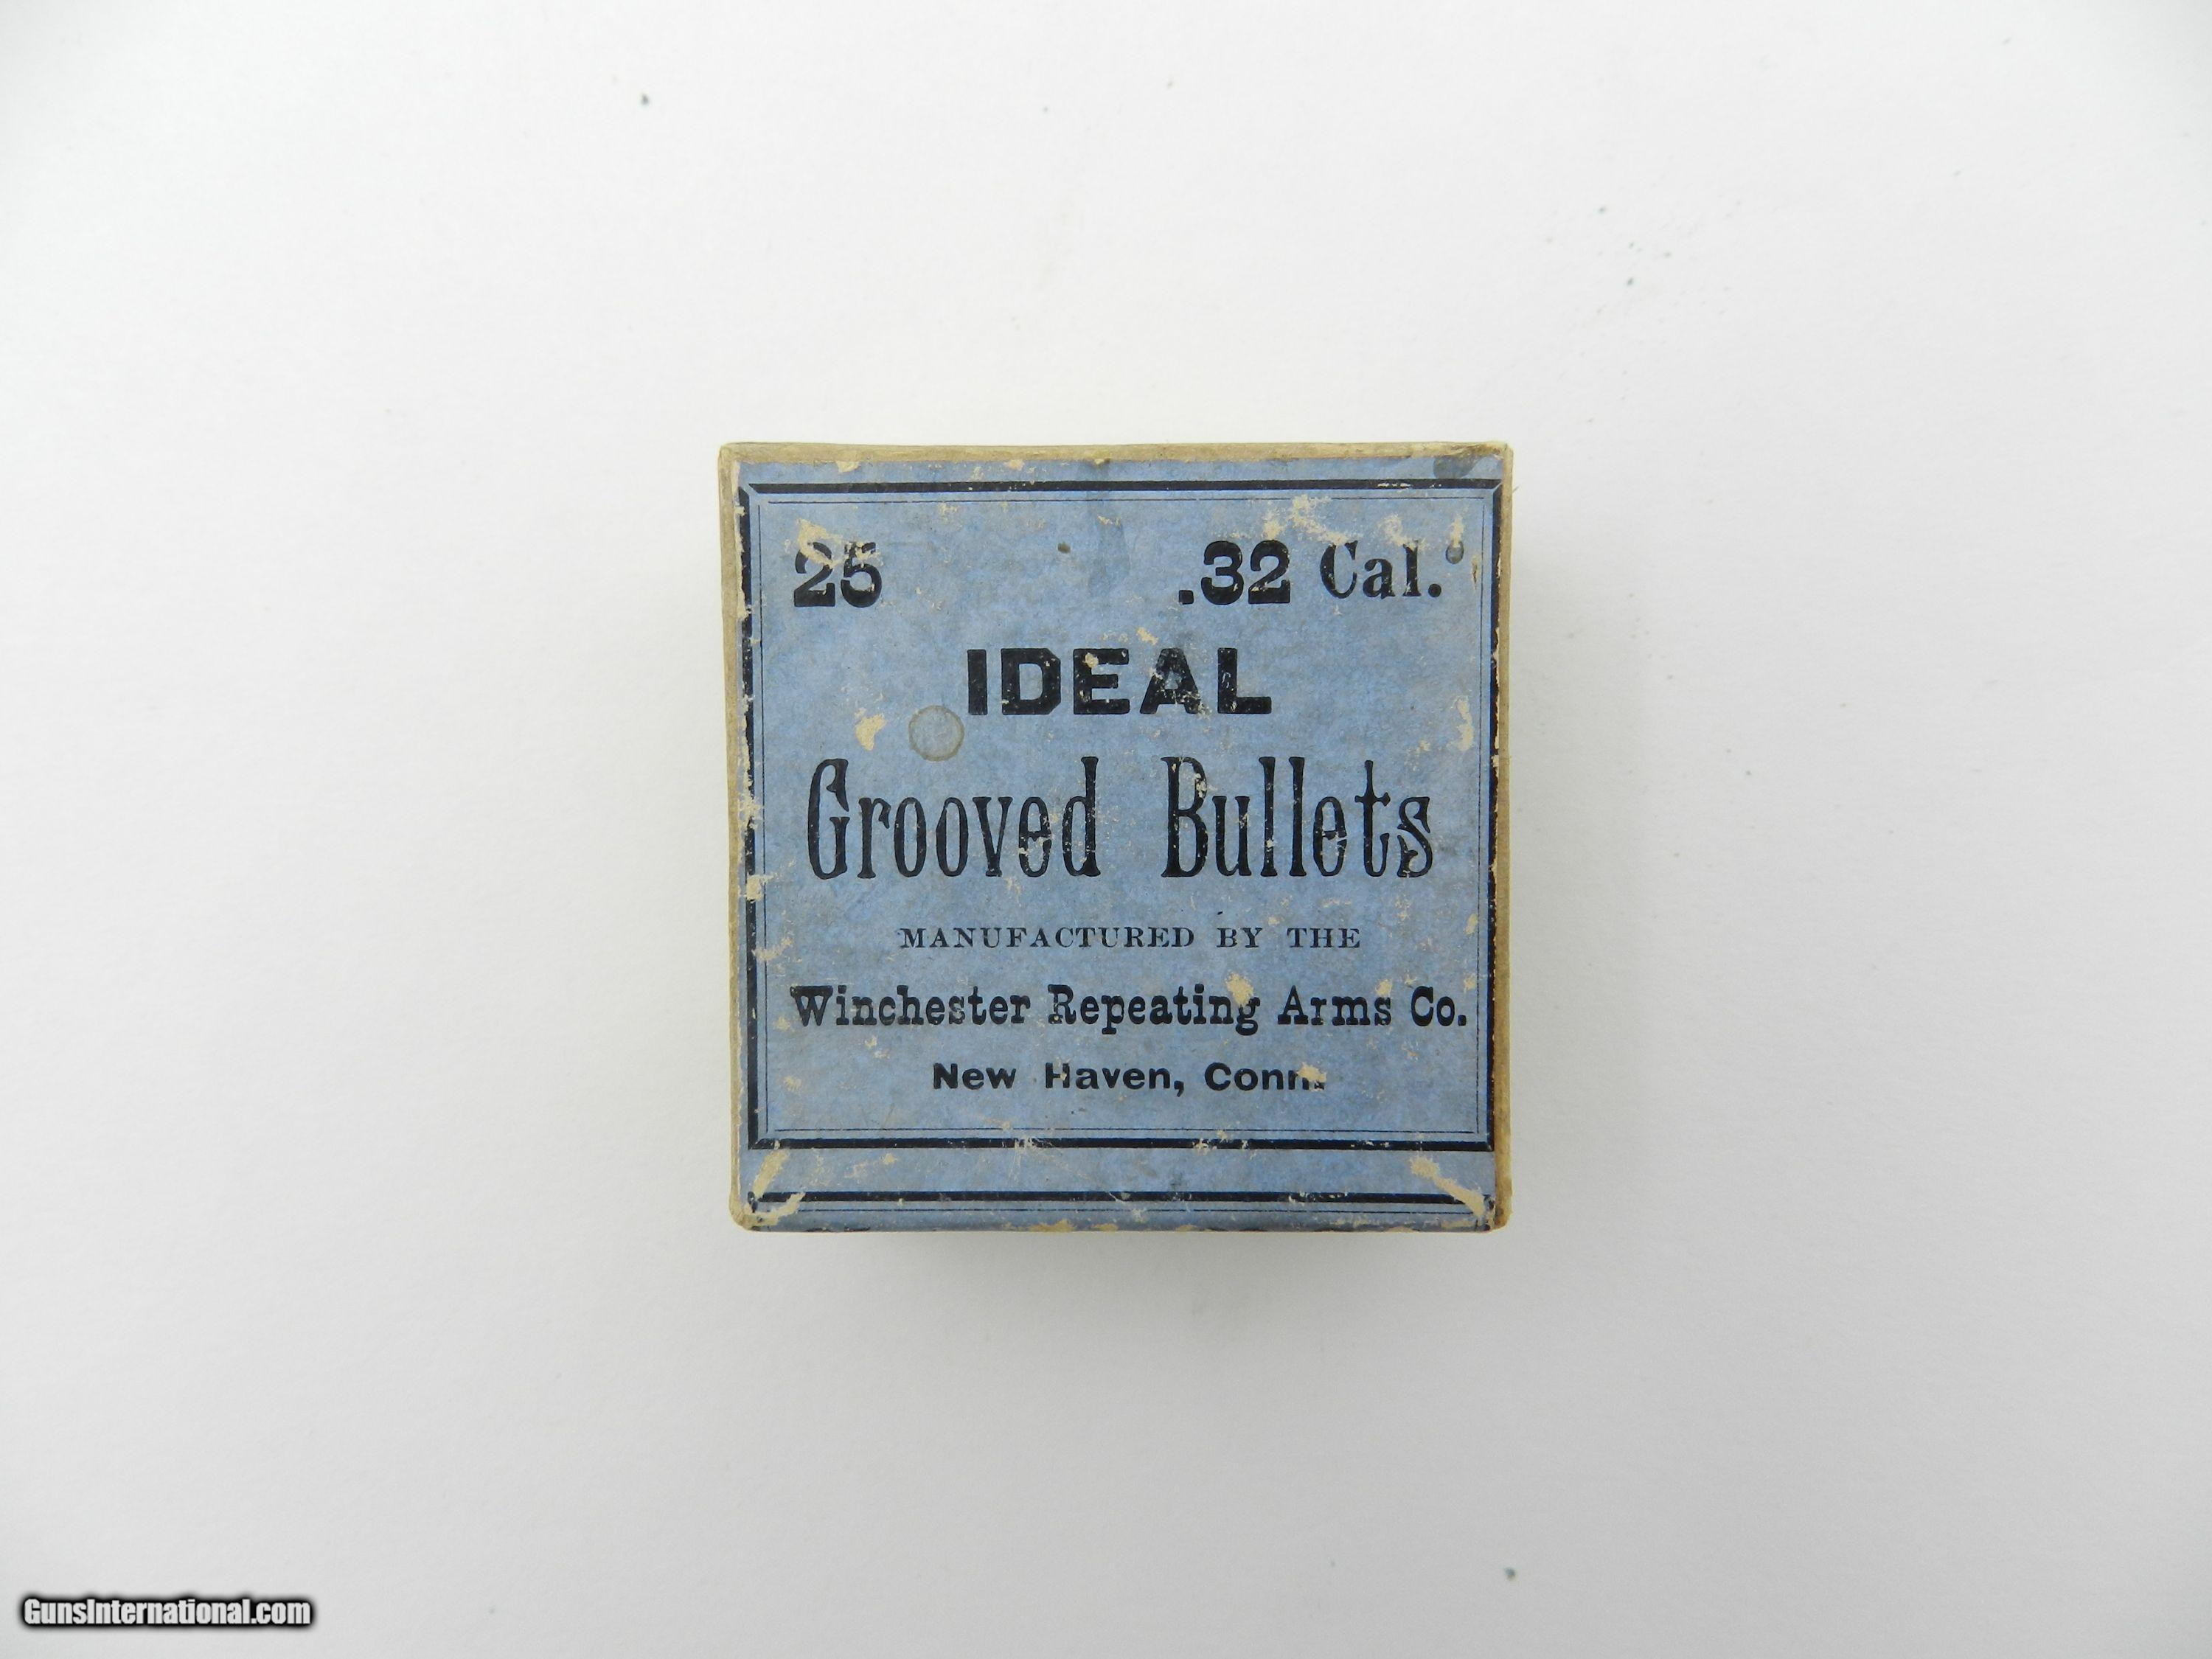 25 .32 Cal.
IDEAL
Grooved Bullets
MANUFACTURED BY THE
Winchester Repeating Arms Co.
New Haven, Conn.
GunsInternational.com